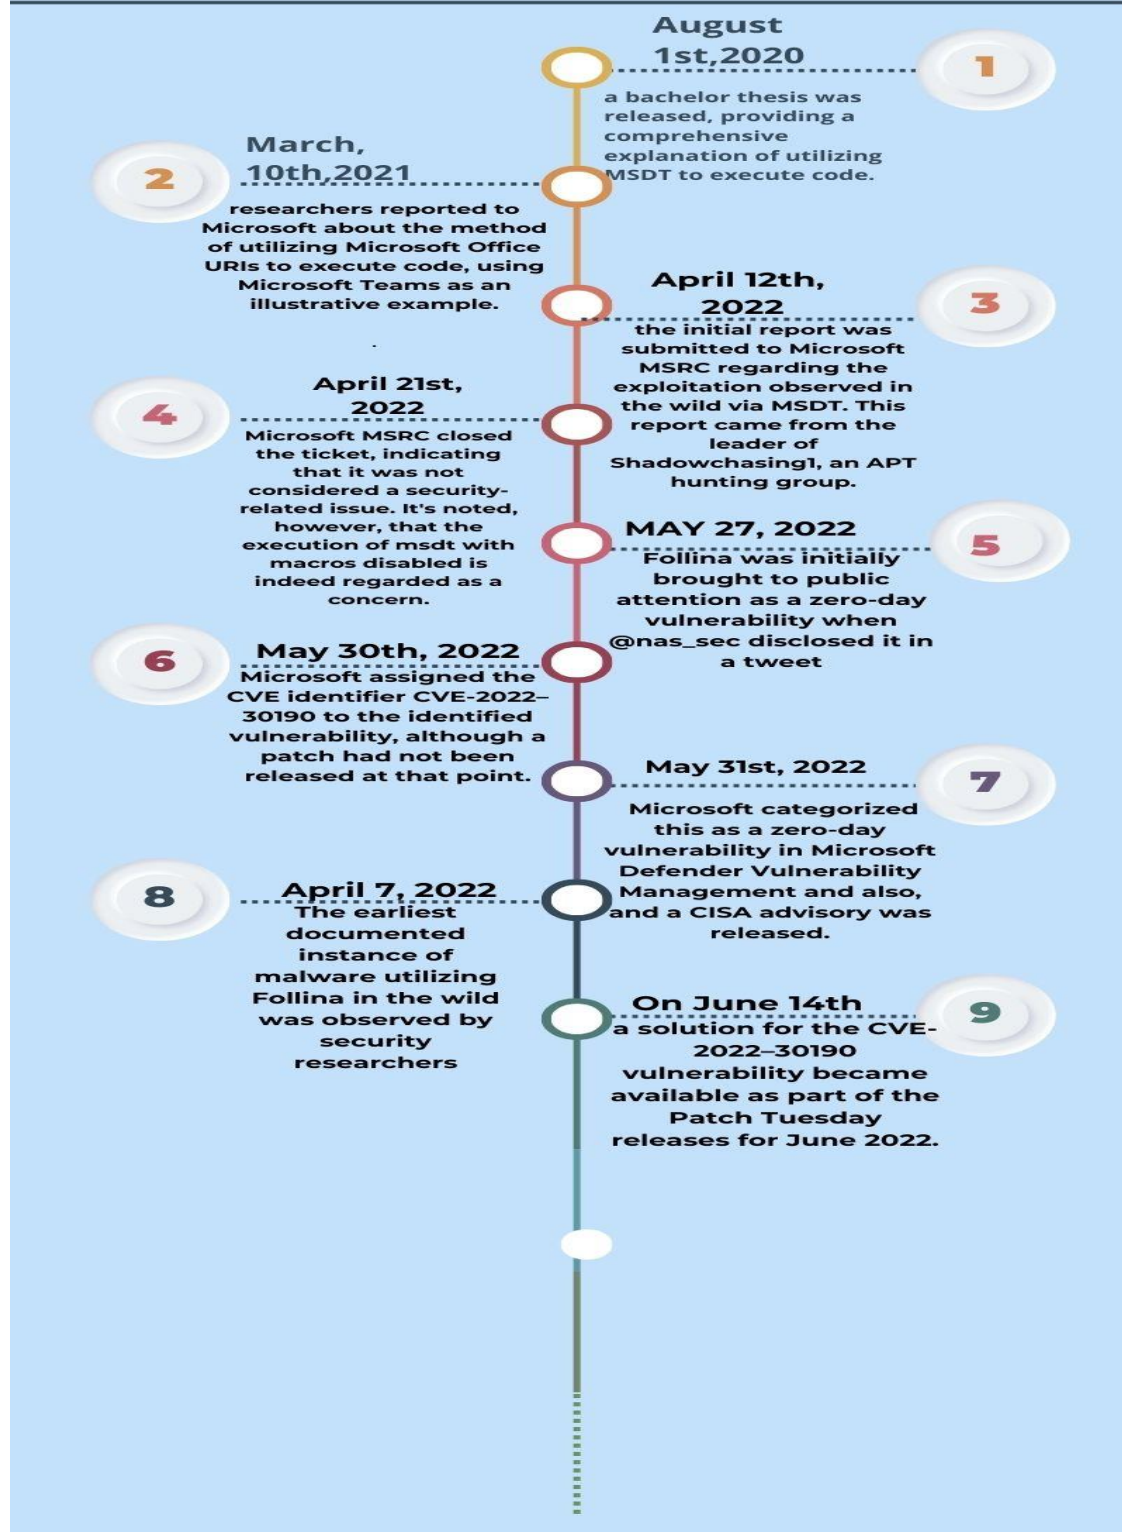 August
1st,2020
1
a bachelor thesis was
released, providing a
comprehensive
explanation of utilizing
MSDT to execute code.
March,
10th,2021
2
researchers reported to
Microsoft about the method
of utilizing Microsoft Office
URIs to execute code, using
Microsoft Teams as an
illustrative example.
.
April 12th,
2022
3
the initial report was
submitted to Microsoft
MSRC regarding the
exploitation observed in
the wild via MSDT. This
report came from the
leader of
Shadowchasing1, an APT
hunting group.
April 21st,
2022
4
Microsoft MSRC closed
the ticket, indicating
that it was not
considered a security-
related issue. It's noted,
however, that the
execution of msdt with
macros disabled is
indeed regarded as a
concern.
MAY 27, 2022
5
Follina was initially
brought to public
attention as a zero-day
vulnerability when
@nas_sec disclosed it in
a tweet
May 30th, 2022
6
Microsoft assigned the
CVE identifier CVE-2022–
30190 to the identified
vulnerability, although a
patch had not been
released at that point.
May 31st, 2022
7
Microsoft categorized
this as a zero-day
vulnerability in Microsoft
Defender Vulnerability
Management and also,
and a CISA advisory was
released.
April 7, 2022
8
The earliest
documented
instance of
malware utilizing
Follina in the wild
was observed by
security
researchers
On June 14th
9
a solution for the CVE-
2022–30190
vulnerability became
available as part of the
Patch Tuesday
releases for June 2022.